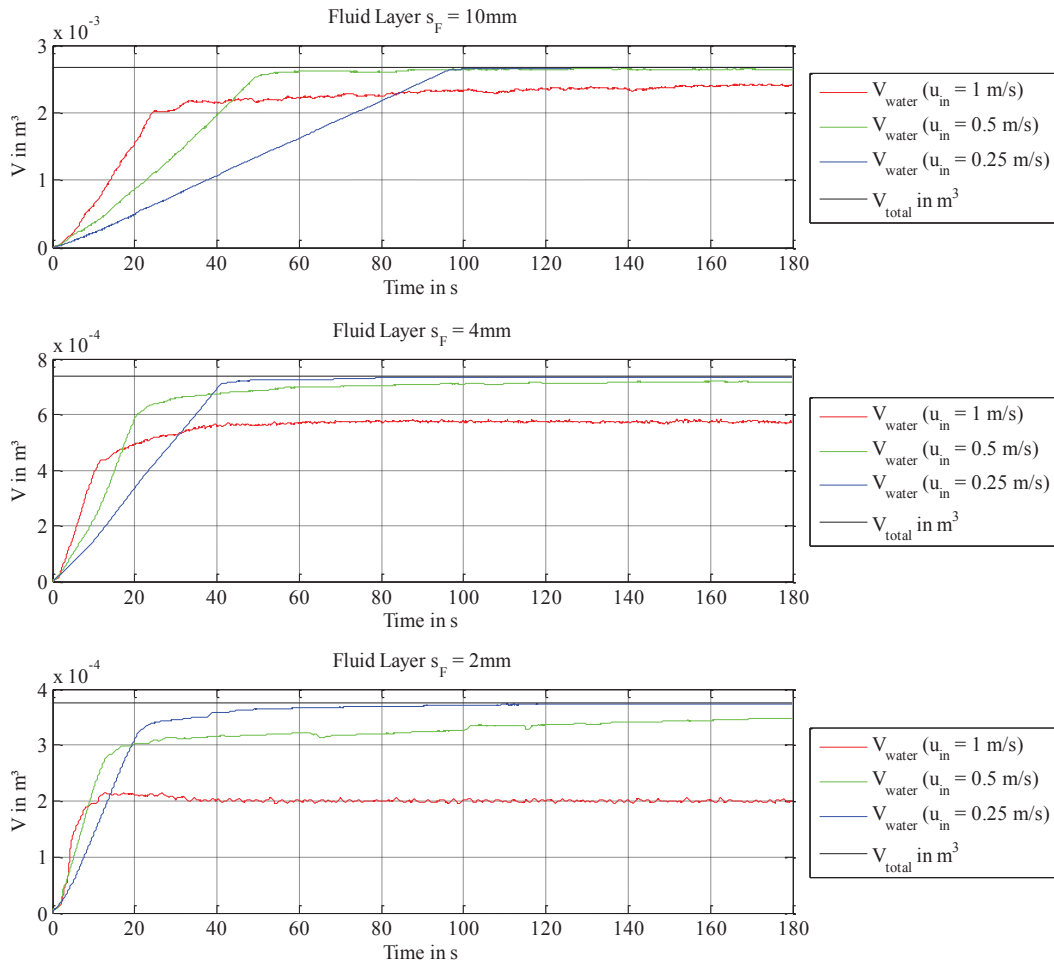 Fluid Layer s_F = 10mm
x 10^-3
3
2
1
0
V in m³
0 20 40 60 80 100 120 140 160 180
Time in s
V_water (u_in = 1 m/s)
V_water (u_in = 0.5 m/s)
V_water (u_in = 0.25 m/s)
V_total in m³
Fluid Layer s_F = 4mm
x 10^-4
8
6
4
2
0
V in m³
0 20 40 60 80 100 120 140 160 180
Time in s
V_water (u_in = 1 m/s)
V_water (u_in = 0.5 m/s)
V_water (u_in = 0.25 m/s)
V_total in m³
Fluid Layer s_F = 2mm
x 10^-4
4
3
2
1
0
V in m³
0 20 40 60 80 100 120 140 160 180
Time in s
V_water (u_in = 1 m/s)
V_water (u_in = 0.5 m/s)
V_water (u_in = 0.25 m/s)
V_total in m³